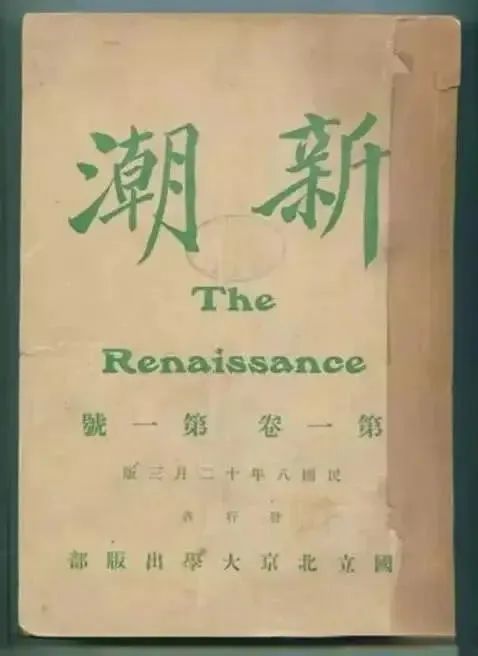 新潮
The
Renaissance
第一卷 第一號
民國八年十二月三版
發行者
國立北京大學出版部